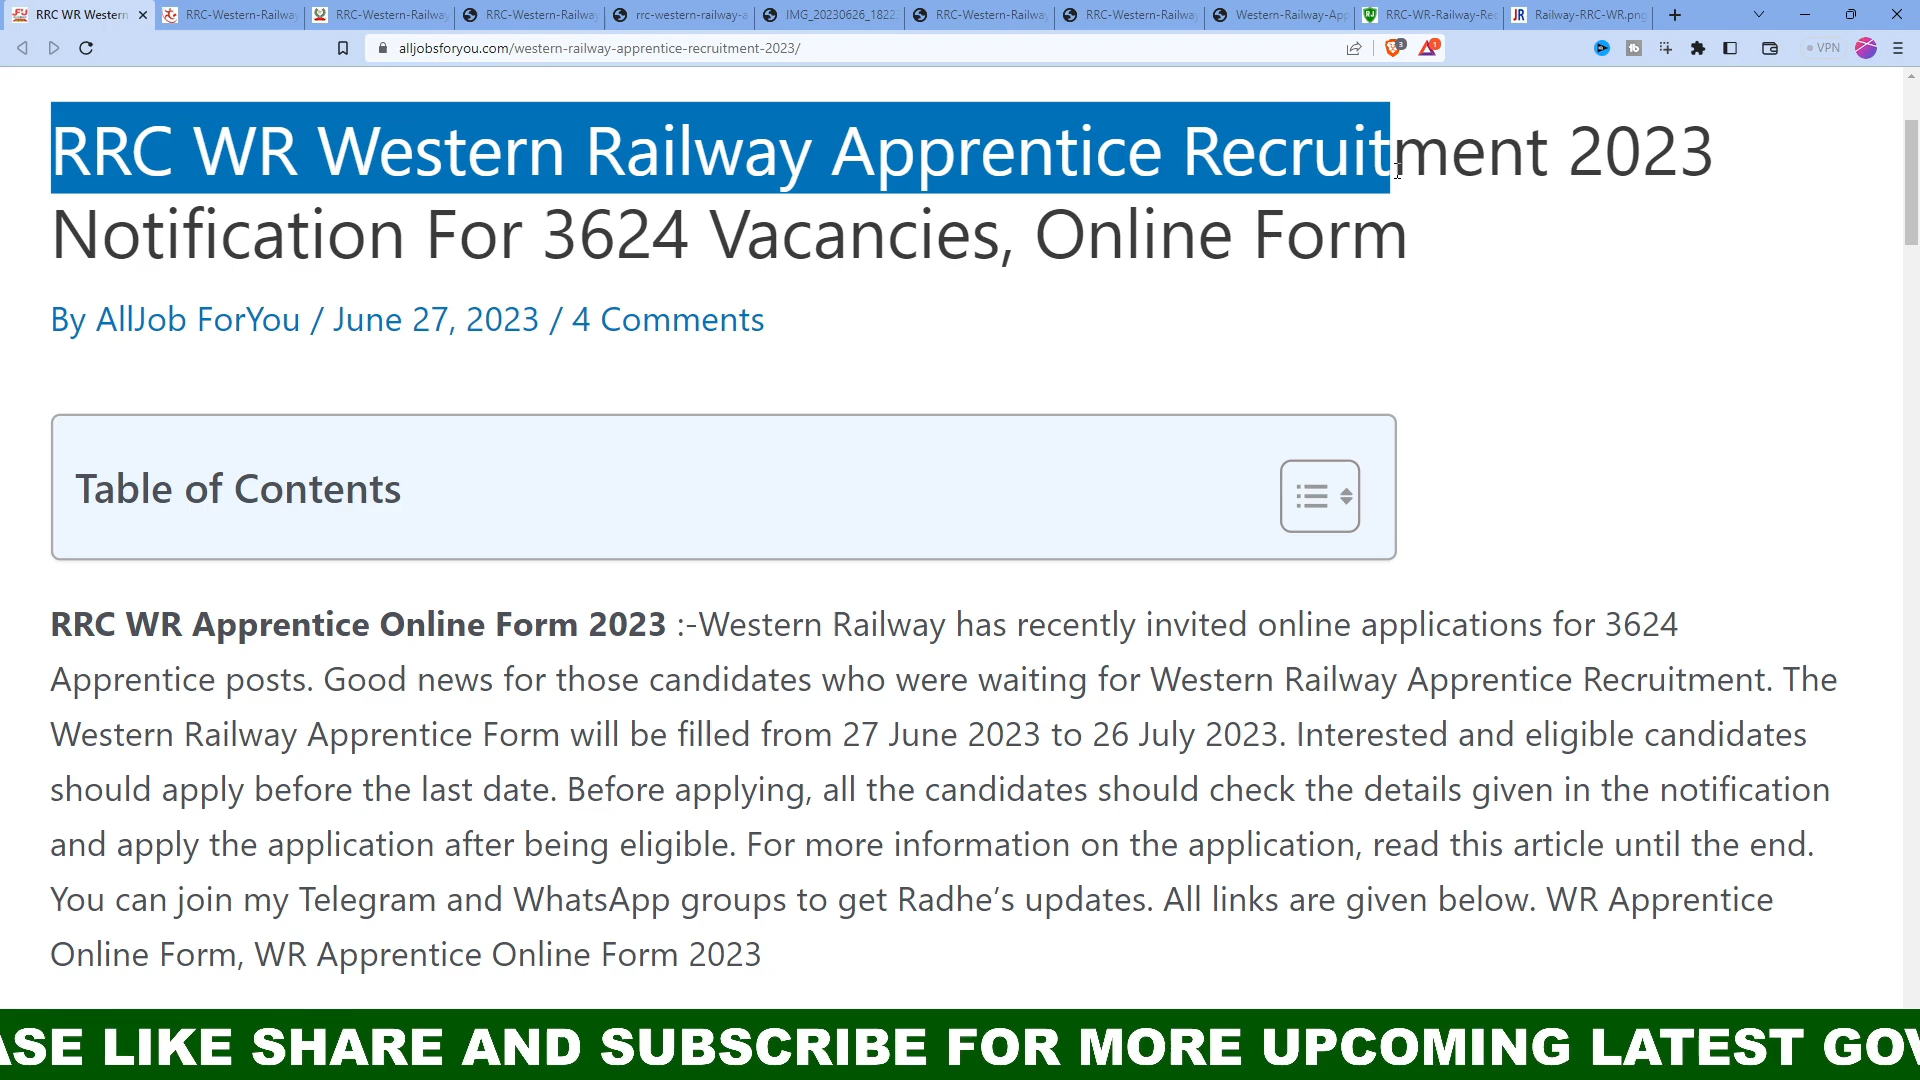 RRC WR Western
RRC-Western-Railway
RRC-Western-Railway
RRC-Western-Railway
rrc-western-railway-a
IMG_20230626_1822
RRC-Western-Railway
RRC-Western-Railway
Western-Railway-App
RRC-WR-Railway-Rec
Railway-RRC-WR.png
alljobsforyou.com/western-railway-apprentice-recruitment-2023/
3
1
VPN
RRC WR Western Railway Apprentice Recruitment 2023
Notification For 3624 Vacancies, Online Form
By AllJob ForYou / June 27, 2023 / 4 Comments
Table of Contents
RRC WR Apprentice Online Form 2023 :-Western Railway has recently invited online applications for 3624
Apprentice posts. Good news for those candidates who were waiting for Western Railway Apprentice Recruitment. The
Western Railway Apprentice Form will be filled from 27 June 2023 to 26 July 2023. Interested and eligible candidates
should apply before the last date. Before applying, all the candidates should check the details given in the notification
and apply the application after being eligible. For more information on the application, read this article until the end.
You can join my Telegram and WhatsApp groups to get Radhe’s updates. All links are given below. WR Apprentice
Online Form, WR Apprentice Online Form 2023
ASE LIKE SHARE AND SUBSCRIBE FOR MORE UPCOMING LATEST GOV